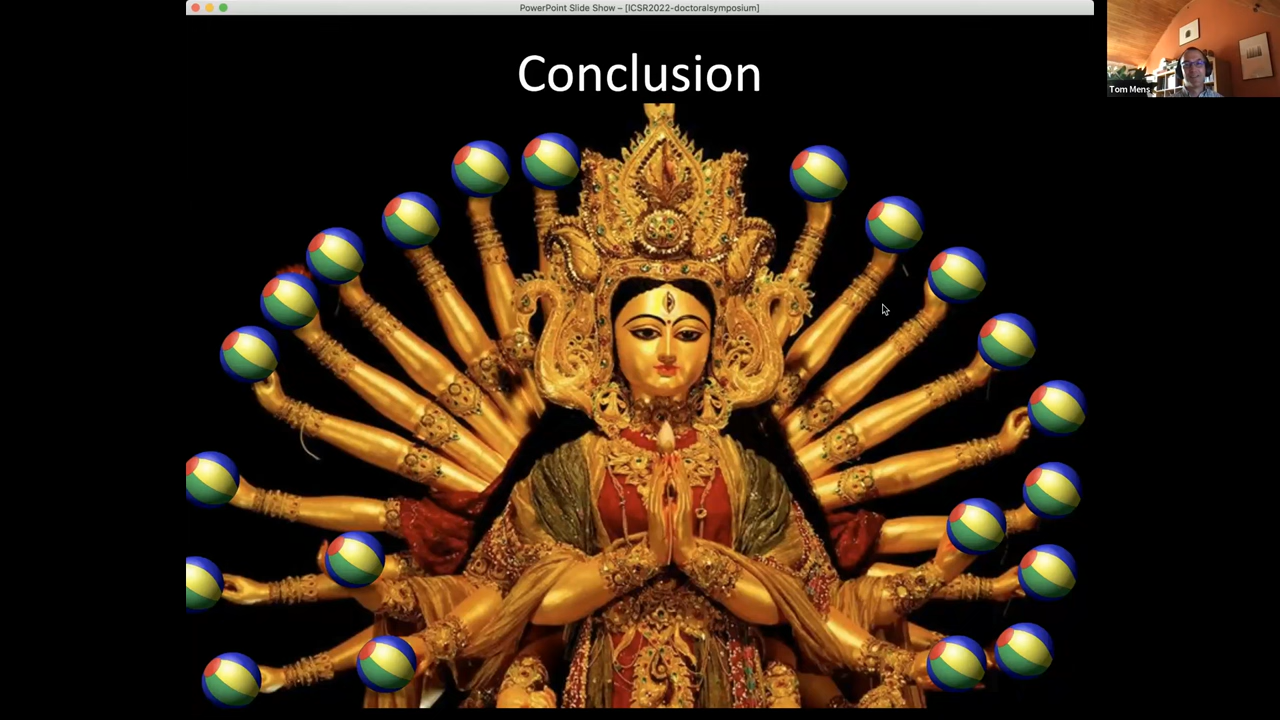 PowerPoint Slide Show – [ICSR2022-doctoralsymposium]
Conclusion
Tom Mens